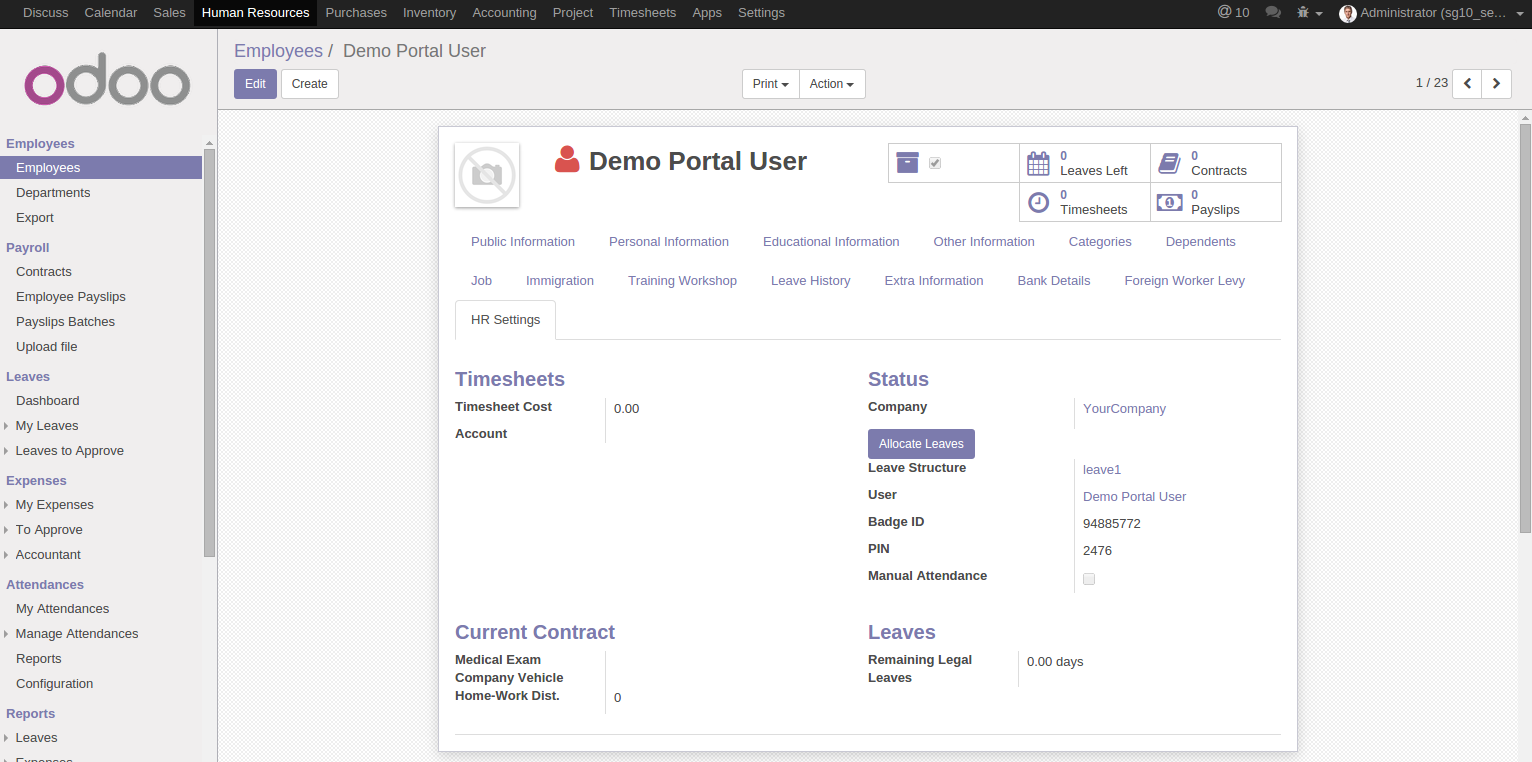 Discuss Calendar Sales Human Resources Purchases Inventory Accounting Project Timesheets Apps Settings @ 10 Administrator (sg10_se...
odoo
Employees / Demo Portal User
Edit Create Print Action 1 / 23
Employees
Employees
Departments
Export
Payroll
Contracts
Employee Payslips
Payslips Batches
Upload file
Leaves
Dashboard
My Leaves
Leaves to Approve
Expenses
My Expenses
To Approve
Accountant
Attendances
My Attendances
Manage Attendances
Reports
Configuration
Reports
Leaves
Expenses
Demo Portal User
0 Leaves Left
0 Contracts
0 Timesheets
1
0 Payslips
Public Information Personal Information Educational Information Other Information Categories Dependents
Job Immigration Training Workshop Leave History Extra Information Bank Details Foreign Worker Levy
HR Settings
Timesheets
Timesheet Cost 0.00
Account
Status
Company YourCompany
Allocate Leaves
Leave Structure leave1
User Demo Portal User
Badge ID 94885772
PIN 2476
Manual Attendance
Current Contract
Medical Exam
Company Vehicle
Home-Work Dist. 0
Leaves
Remaining Legal 0.00 days
Leaves